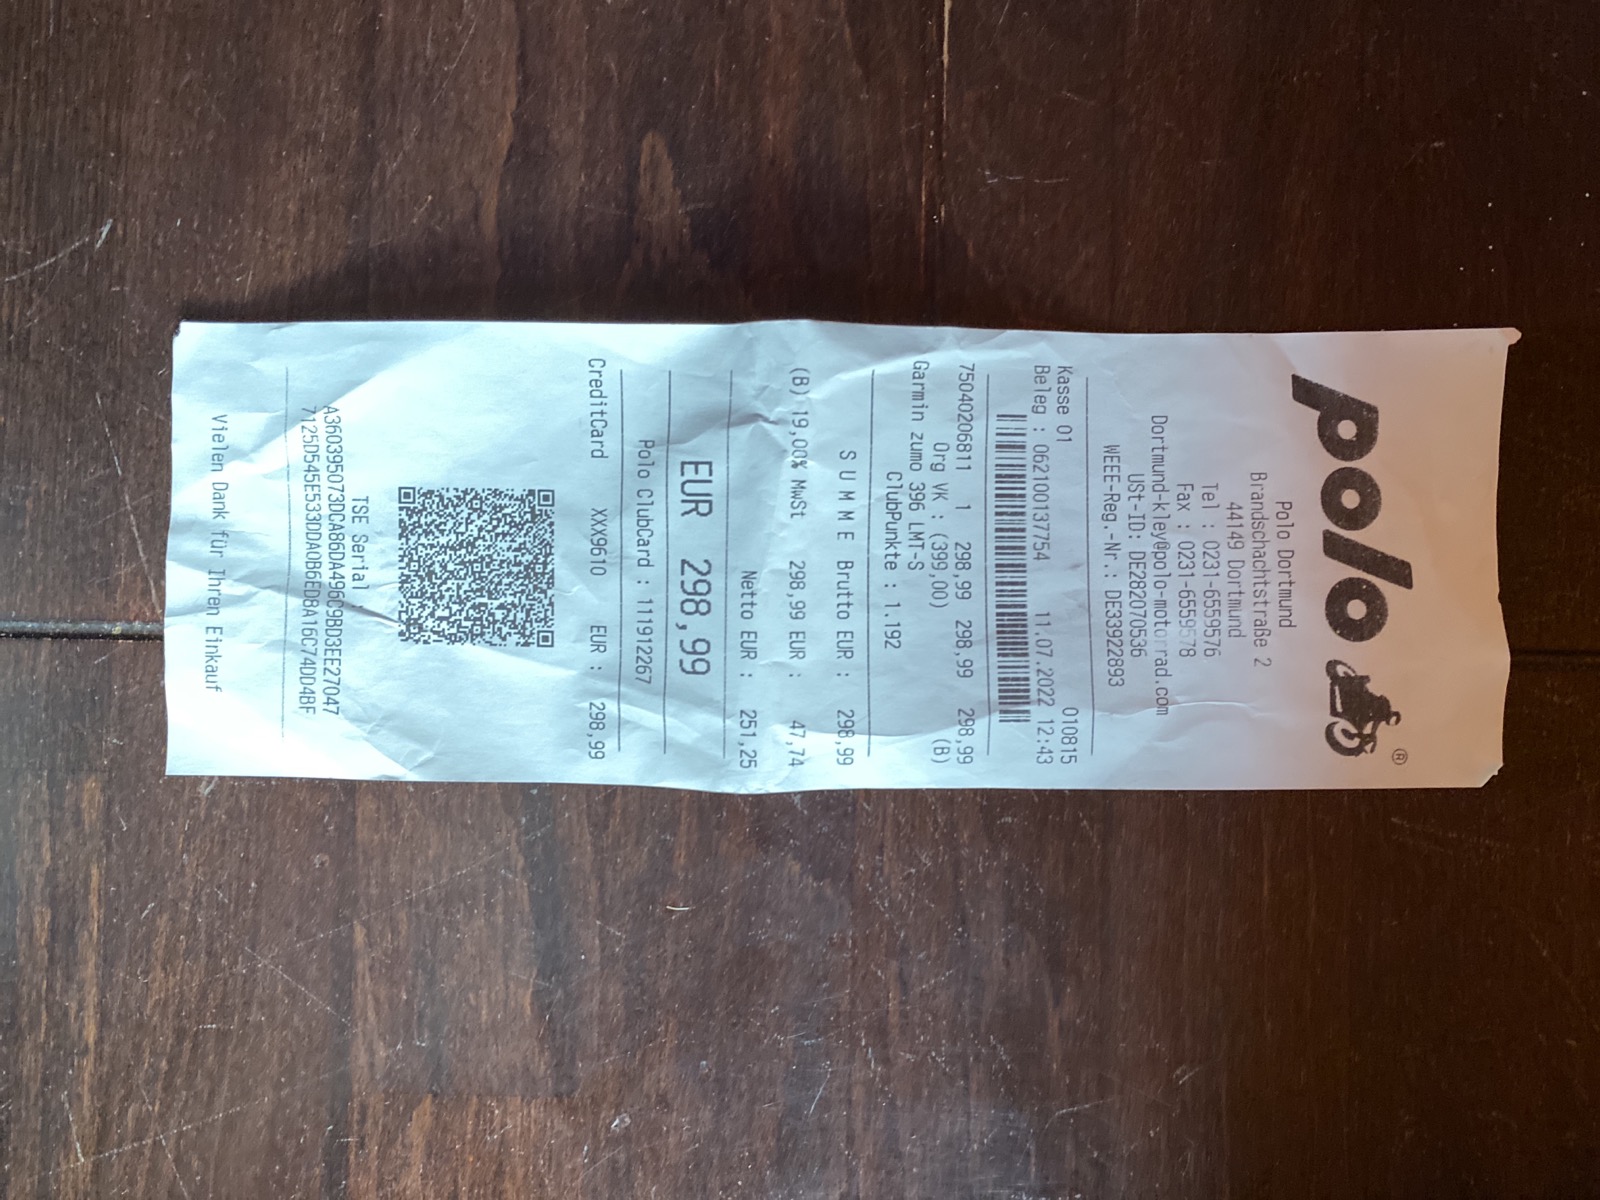 polo ®
Polo Dortmund
Brandschachtstraße 2
44149 Dortmund
Tel : 0231-6559576
Fax : 0231-6559578
Dortmund-kley@polo-motorrad.com
USt-ID: DE282070536
WEEE-Reg.-Nr.: DE33922893
Kasse 01 010815
Beleg : 062100137754 11.07.2022 12:43
75040206811 1 298,99 298,99 298,99
Org VK : (399,00) (B)
Garmin zumo 396 LMT-S
ClubPunkte : 1.192
S U M M E Brutto EUR : 298,99
(B) 19,00% MwSt 298,99 EUR : 47,74
Netto EUR : 251,25
EUR 298,99
Polo ClubCard : 111912267
CreditCard XXX9610 EUR : 298,99
TSE Serial :
A360395073DCA86DA496C9BD3EE27047
7125D545E533DDA0B6ED8A16C74DD4BF
Vielen Dank für Ihren Einkauf